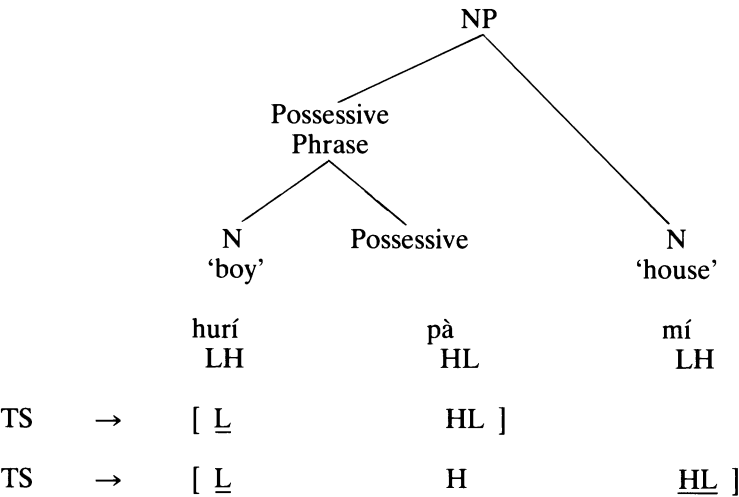 NP
Possessive
Phrase
N Possessive N
‘boy’ ‘house’
hurí pà mí
LH HL LH
TS → [ L HL ]
TS → [ L H HL ]